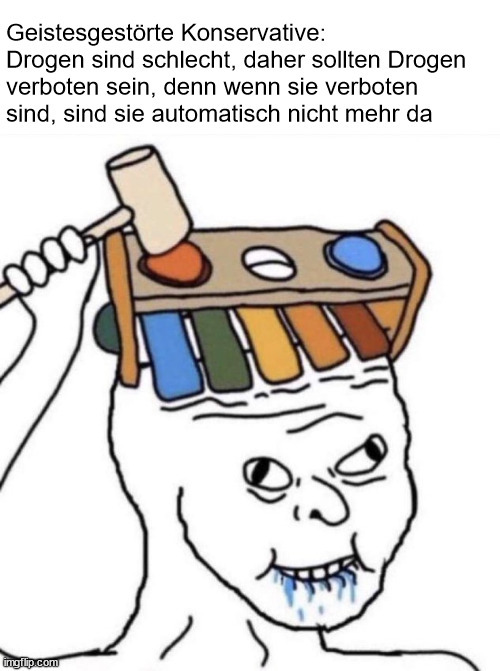 Geistesgestörte Konservative:
Drogen sind schlecht, daher sollten Drogen
verboten sein, denn wenn sie verboten
sind, sind sie automatisch nicht mehr da
imgflip.com